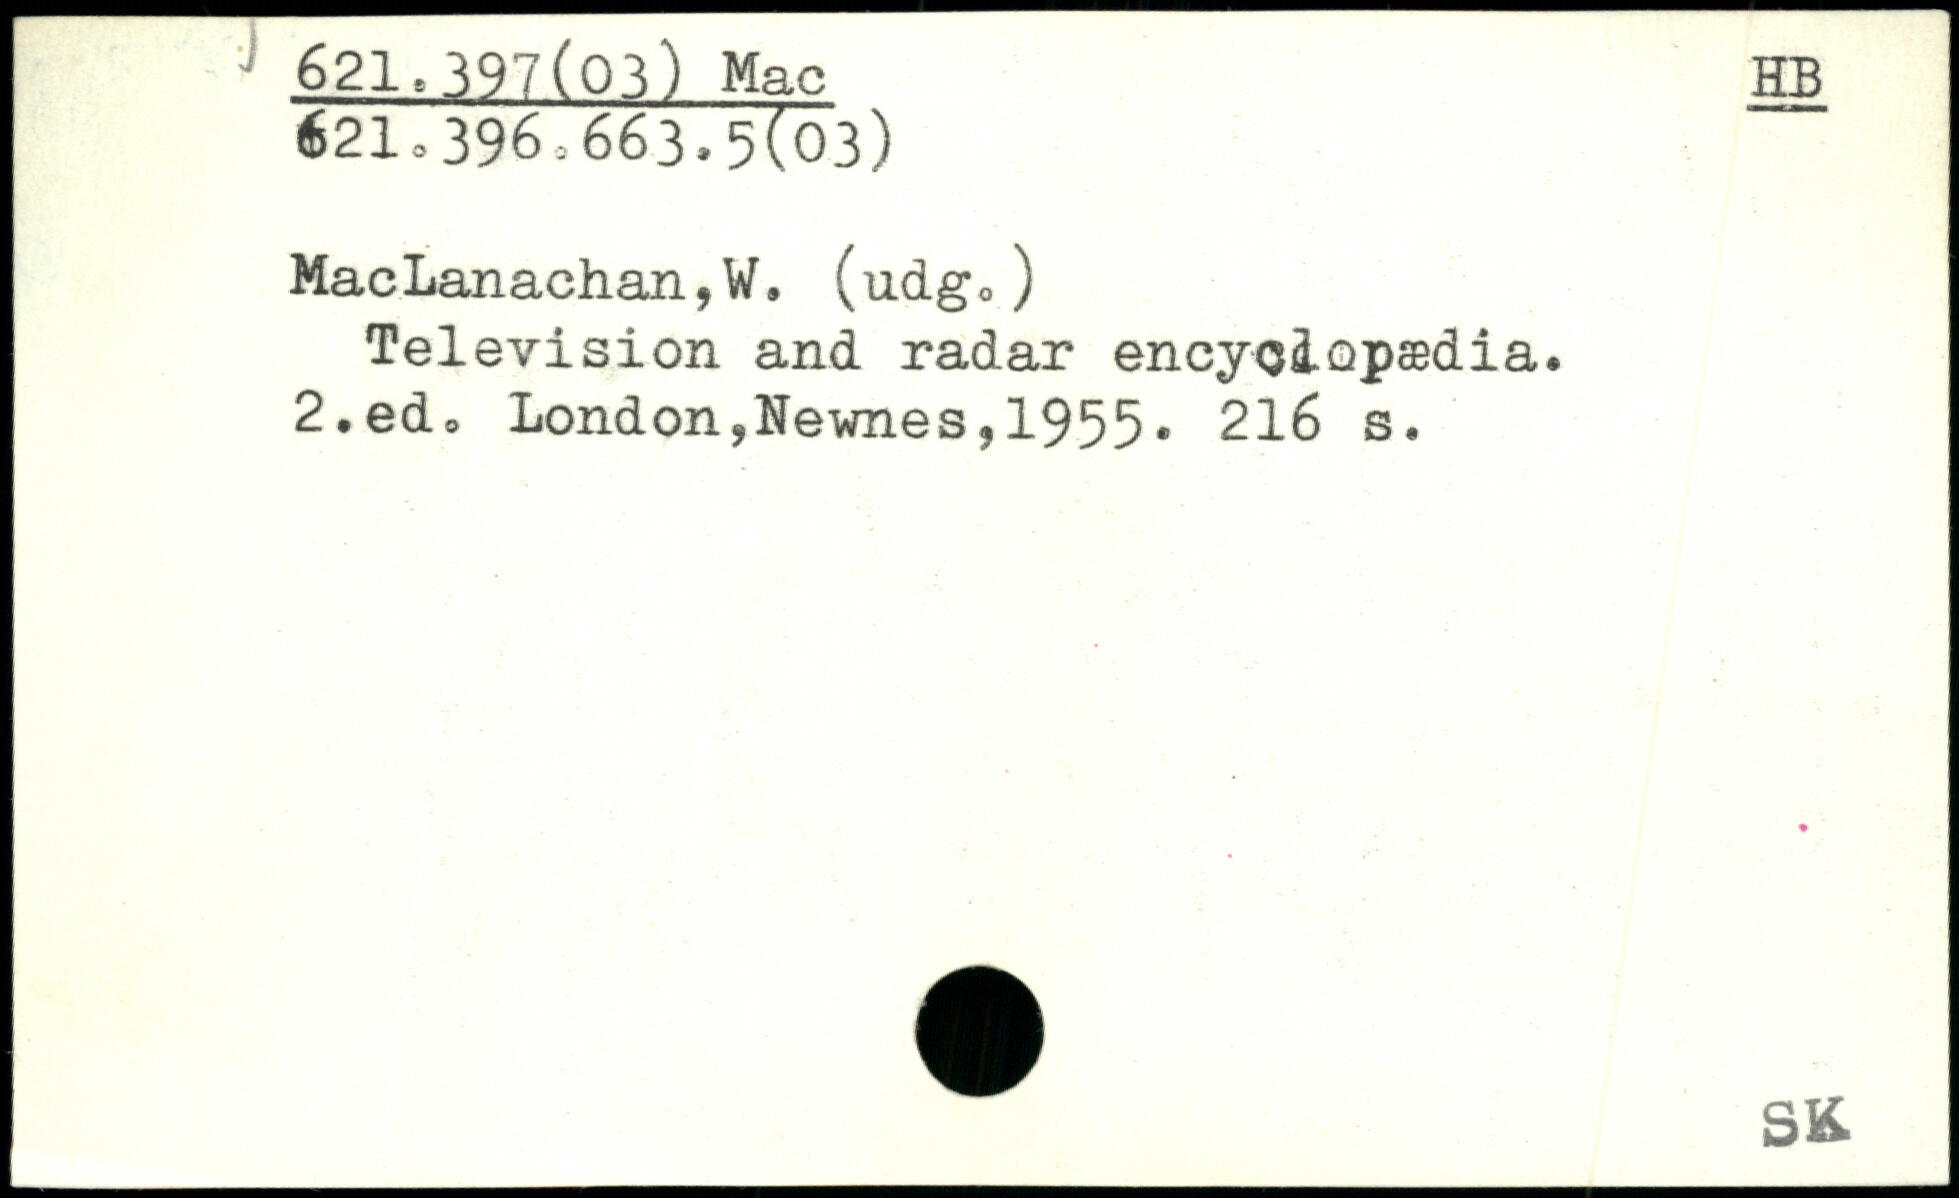 621.397(03) Mac
HB
621.396.663.5(03)
MacLanachan,W. (udg.)
Television and radar encyclopædia.
2.ed. London,Newnes,1955. 216 s.
SK